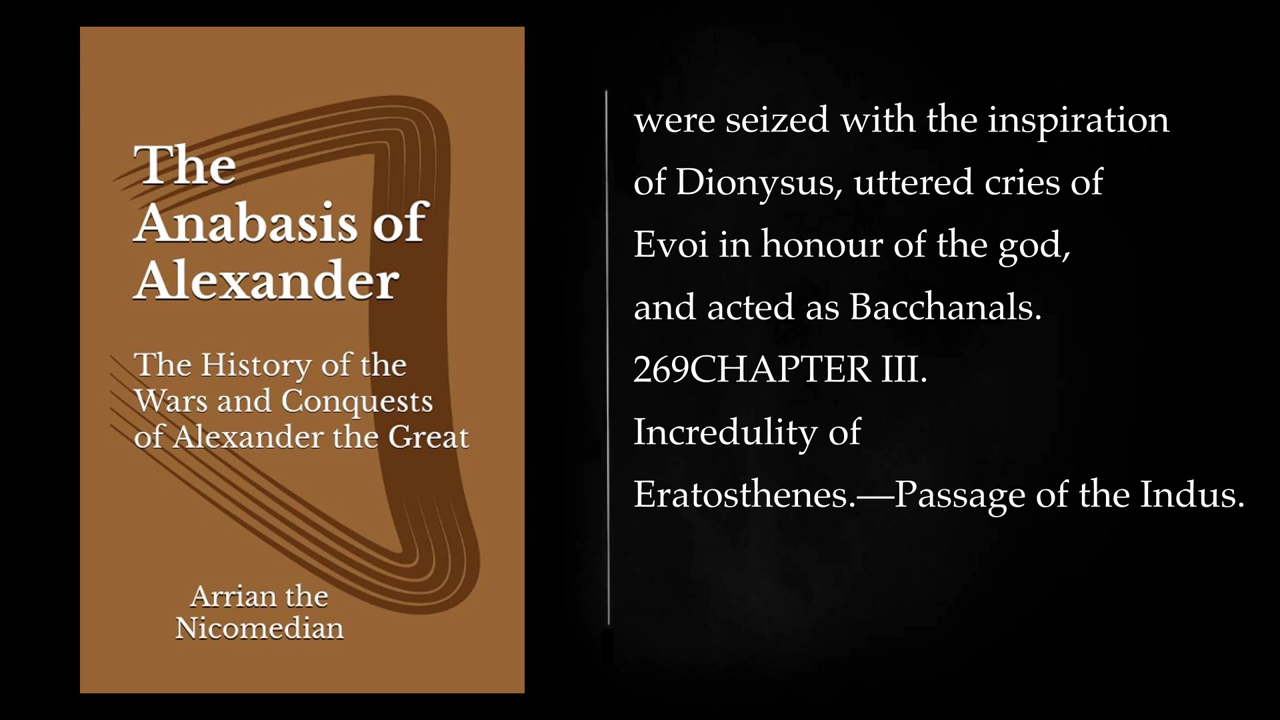 The
Anabasis of
Alexander
The History of the
Wars and Conquests
of Alexander the Great
Arrian the
Nicomedian
were seized with the inspiration
of Dionysus, uttered cries of
Evoi in honour of the god,
and acted as Bacchanals.
269CHAPTER III.
Incredulity of
Eratosthenes.—Passage of the Indus.